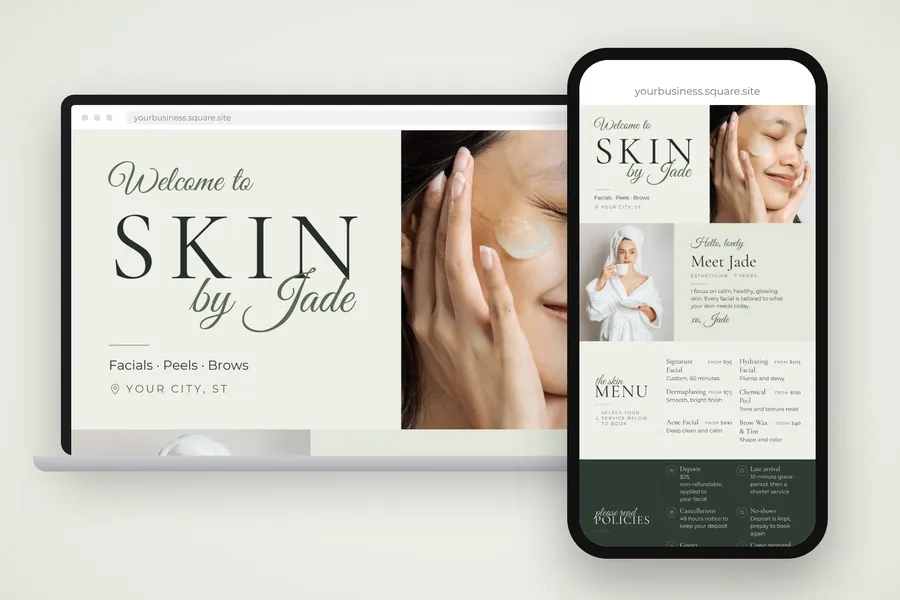 yourbusiness.square.site
Welcome to
SKIN
by Jade
Facials · Peels · Brows
YOUR CITY, ST
yourbusiness.square.site
Welcome to
SKIN
by Jade
Facials · Peels · Brows
YOUR CITY, ST
Hello, lovely
Meet Jade
ESTHETICIAN · 7 YEARS
I focus on calm, healthy, glowing
skin. Every facial is tailored to what
your skin needs today.
xo, Jade
the skin
MENU
SELECT YOUR
SERVICE BELOW
TO BOOK
Signature
Facial
FROM $95
Custom, 60 minutes
Hydrating
Facial
FROM $105
Plump and dewy
Dermaplaning FROM $75
Smooth, bright finish
Chemical
Peel
FROM $110
Tone and texture reset
Acne Facial FROM $100
Deep clean and calm
Brow Wax
& Tint
FROM $40
Shape and color
please read
POLICIES
Deposit
$25,
non-refundable,
applied to
your facial
Late arrival
10 minute grace
period, then a
shorter service
Cancellations
48 hours notice to
keep your deposit
No-shows
Deposit is kept,
prepay to book
again
Guests
Come prepared